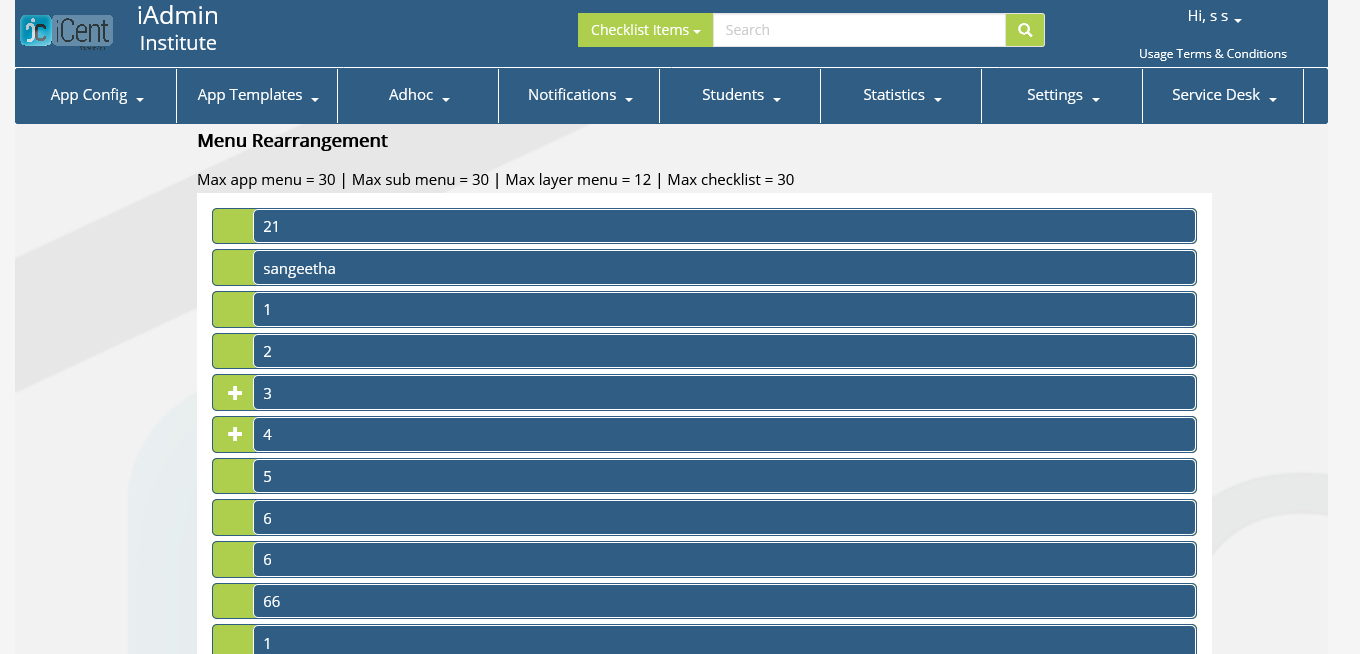 iCent
iAdmin
Institute
Checklist Items
Search
Hi, s s
Usage Terms & Conditions
App Config
App Templates
Adhoc
Notifications
Students
Statistics
Settings
Service Desk
Menu Rearrangement
Max app menu = 30 | Max sub menu = 30 | Max layer menu = 12 | Max checklist = 30
21
sangeetha
1
2
3
4
5
6
6
66
1